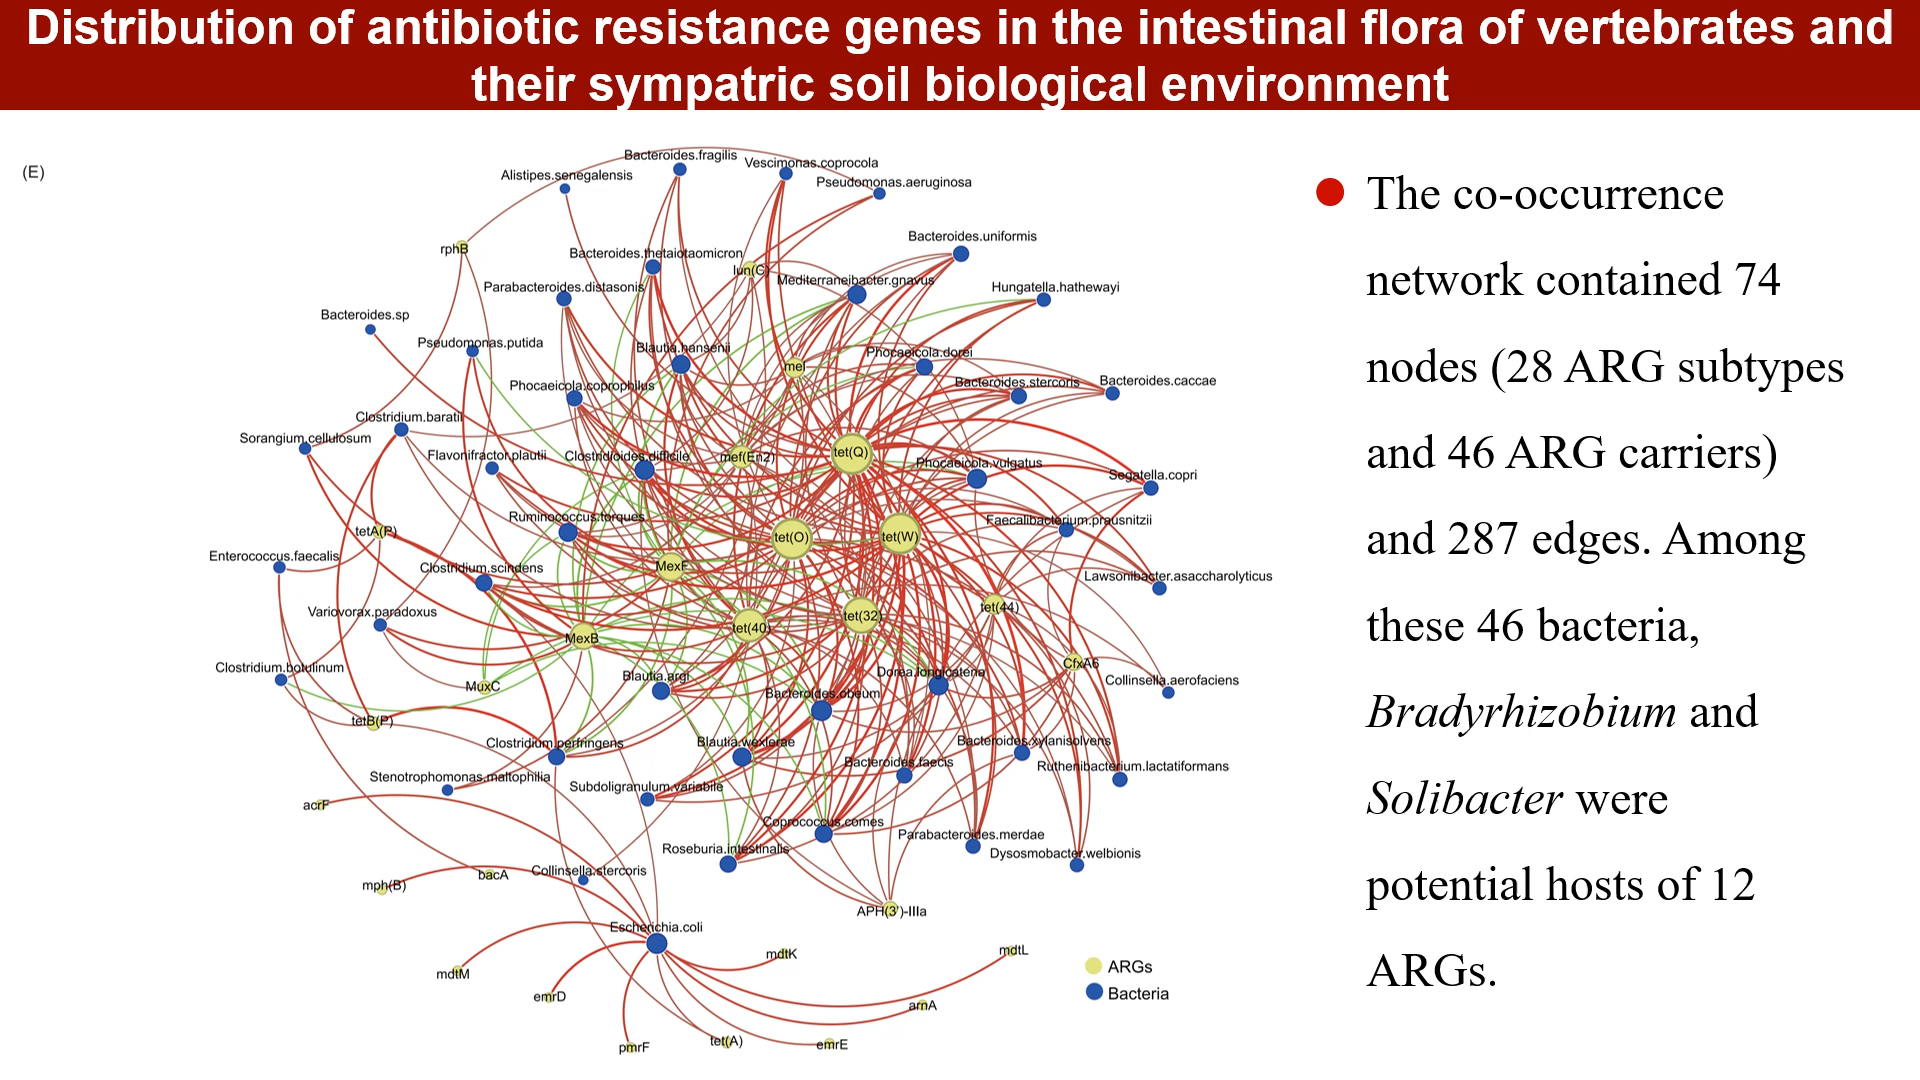 Distribution of antibiotic resistance genes in the intestinal flora of vertebrates and
their sympatric soil biological environment
(E)
Bacteroides.fragilis
Vescimonas.coprocola
Alistipes.senegalensis
Pseudomonas.aeruginosa
rphB
Bacteroides.uniformis
Bacteroides.thetaiotaomicron
lun(C)
Mediterraneibacter.gnavus
Parabacteroides.distasonis
Hungatella.hathewayi
Bacteroides.sp
Pseudomonas.putida
Blautia.hansenii
Phocaeicola.dorei
mel
Phocaeicola.coprophilus
Bacteroides.stercoris
Bacteroides.caccae
Clostridium.baratii
Sorangium.cellulosum
Flavonifractor.plautii
Clostridioides.difficile
mef(En2)
tet(Q)
Phocaeicola.vulgatus
Segatella.copri
Ruminococcus.torques
Faecalibacterium.prausnitzii
tetA(P)
tet(O)
tet(W)
Enterococcus.faecalis
Clostridium.scindens
MexF
Lawsonibacter.asaccharolyticus
Variovorax.paradoxus
tet(44)
tet(32)
tet(40)
MexB
Clostridium.botulinum
CfxA6
Dorea.longicatena
Blautia.argi
Collinsella.aerofaciens
MuxC
Bacteroides.obeum
tetB(P)
Clostridium.perfringens
Blautia.wexlerae
Bacteroides.xylanisolvens
Bacteroides.faecis
Ruthenibacterium.lactatiformans
Stenotrophomonas.maltophilia
Subdoligranulum.variabile
acrF
Coprococcus.comes
Parabacteroides.merdae
Roseburia.intestinalis
Dysosmobacter.welbionis
Collinsella.stercoris
bacA
mph(B)
APH(3')-IIIa
Escherichia.coli
mdtK
mdtL
mdtM
emrD
arnA
pmrF
tet(A)
emrE
ARGs
Bacteria
The co-occurrence
network contained 74
nodes (28 ARG subtypes
and 46 ARG carriers)
and 287 edges. Among
these 46 bacteria,
Bradyrhizobium and
Solibacter were
potential hosts of 12
ARGs.